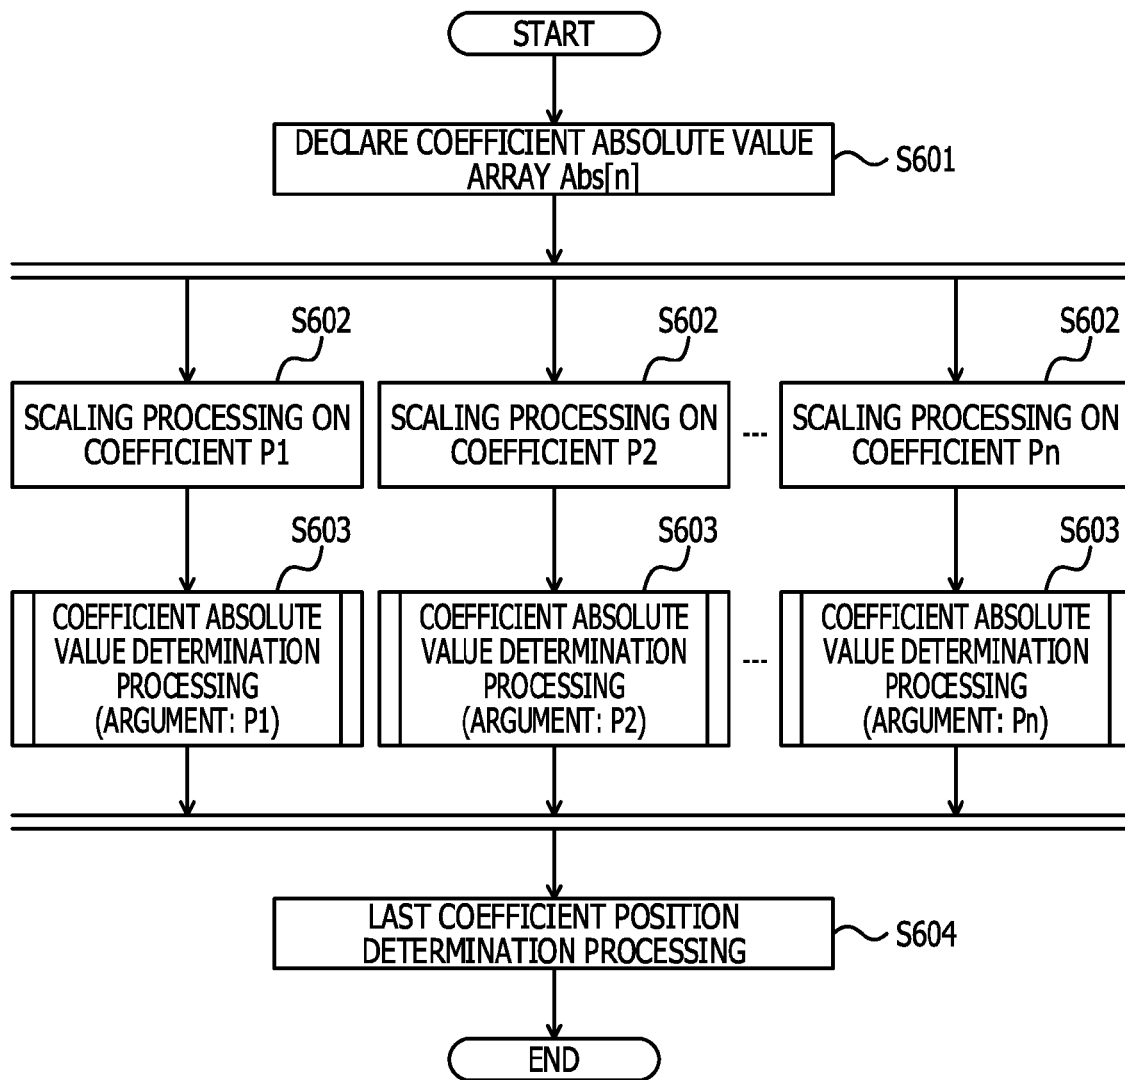 START
DECLARE COEFFICIENT ABSOLUTE VALUE
ARRAY Abs[n]
S601
S602
S602
S602
SCALING PROCESSING ON
COEFFICIENT P1
SCALING PROCESSING ON
COEFFICIENT P2
---
SCALING PROCESSING ON
COEFFICIENT Pn
S603
S603
S603
COEFFICIENT ABSOLUTE
VALUE DETERMINATION
PROCESSING
(ARGUMENT: P1)
COEFFICIENT ABSOLUTE
VALUE DETERMINATION
PROCESSING
(ARGUMENT: P2)
---
COEFFICIENT ABSOLUTE
VALUE DETERMINATION
PROCESSING
(ARGUMENT: Pn)
LAST COEFFICIENT POSITION
DETERMINATION PROCESSING
S604
END